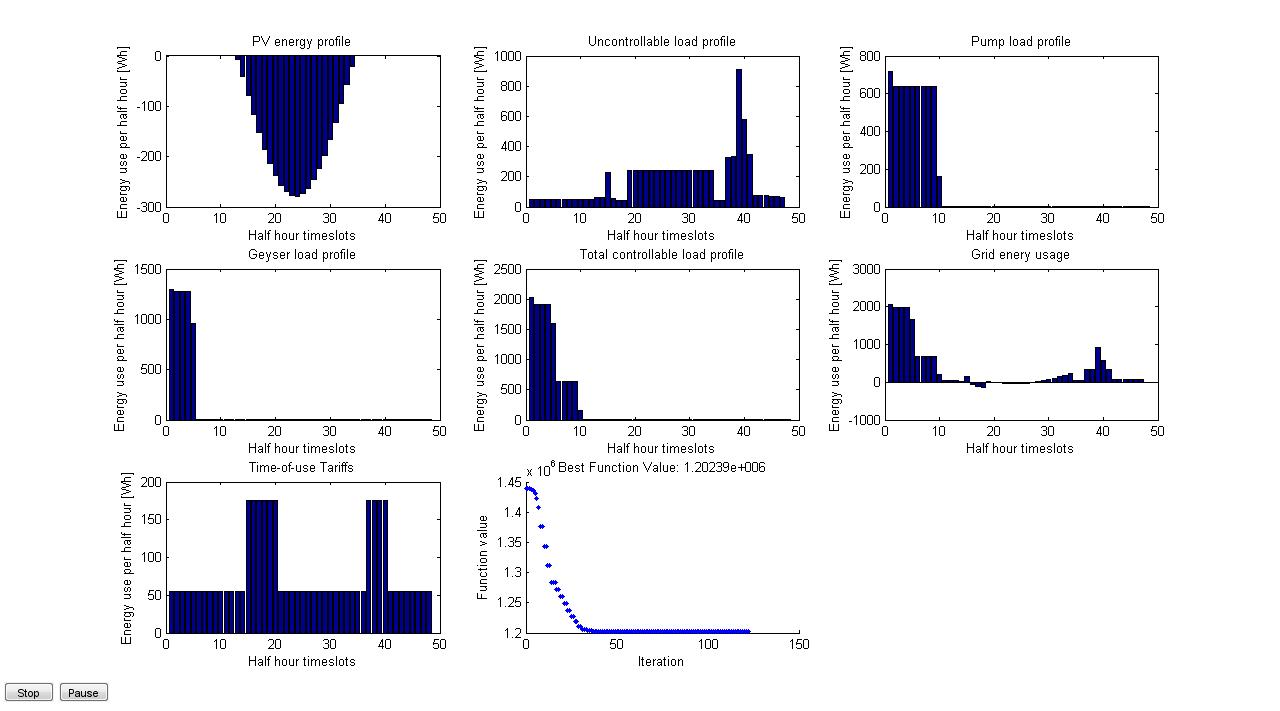 PV energy profile
Energy use per half hour [Wh]
0
-100
-200
-300
0 10 20 30 40 50
Half hour timeslots
Uncontrollable load profile
Energy use per half hour [Wh]
1000
800
600
400
200
0
0 10 20 30 40 50
Half hour timeslots
Pump load profile
Energy use per half hour [Wh]
800
600
400
200
0
0 10 20 30 40 50
Half hour timeslots
Geyser load profile
Energy use per half hour [Wh]
1500
1000
500
0
0 10 20 30 40 50
Half hour timeslots
Total controllable load profile
Energy use per half hour [Wh]
2500
2000
1500
1000
500
0
0 10 20 30 40 50
Half hour timeslots
Grid enery usage
Energy use per half hour [Wh]
3000
2000
1000
0
-1000
0 10 20 30 40 50
Half hour timeslots
Time-of-use Tariffs
Energy use per half hour [Wh]
200
150
100
50
0
0 10 20 30 40 50
Half hour timeslots
x 10^6 Best Function Value: 1.20239e+006
Function value
1.45
1.4
1.35
1.3
1.25
1.2
0 50 100 150
Iteration
Stop Pause